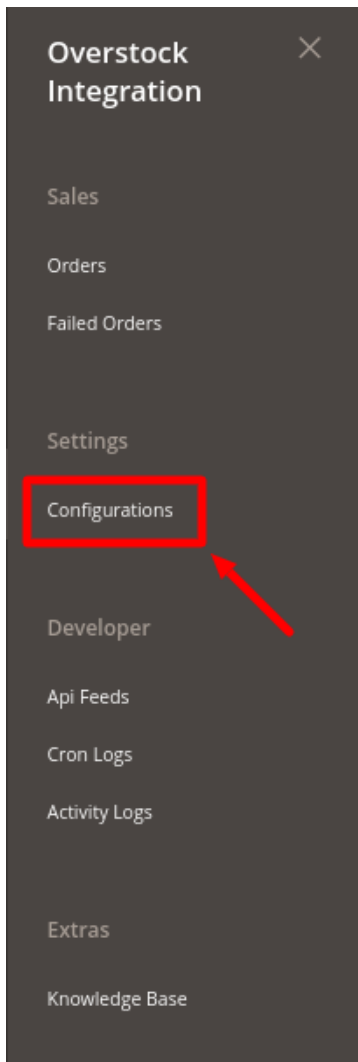 Overstock
Integration
Sales
Orders
Failed Orders
Settings
Configurations
Developer
Api Feeds
Cron Logs
Activity Logs
Extras
Knowledge Base